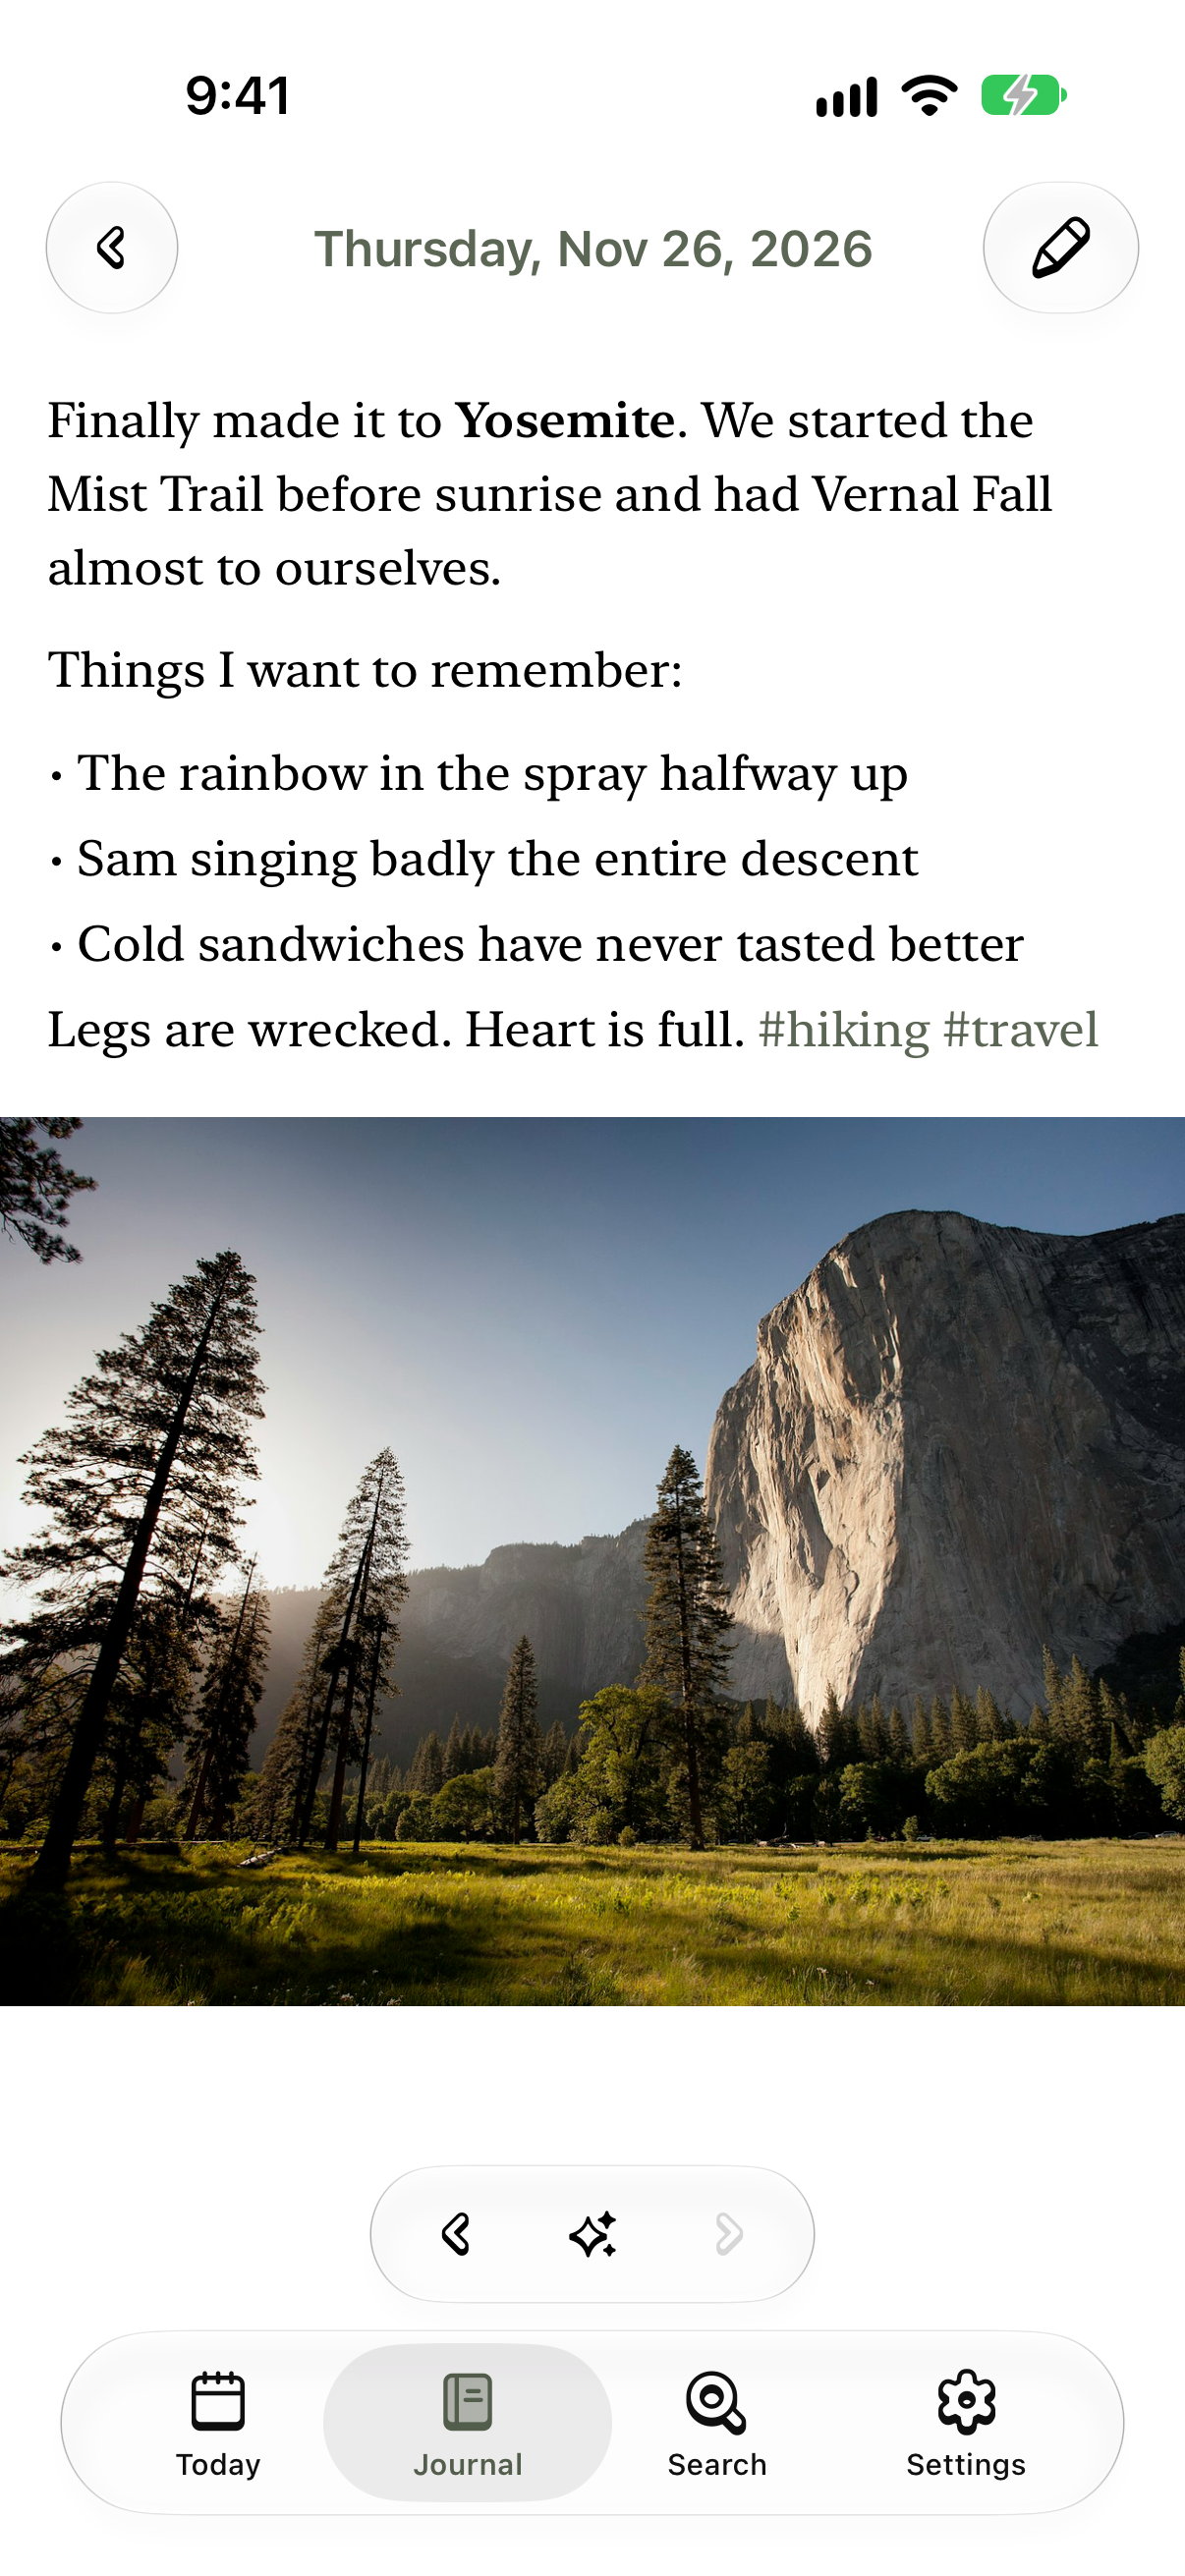 9:41
Thursday, Nov 26, 2026
Finally made it to Yosemite. We started the
Mist Trail before sunrise and had Vernal Fall
almost to ourselves.
Things I want to remember:
• The rainbow in the spray halfway up
• Sam singing badly the entire descent
• Cold sandwiches have never tasted better
Legs are wrecked. Heart is full. #hiking #travel
Today Journal Search Settings